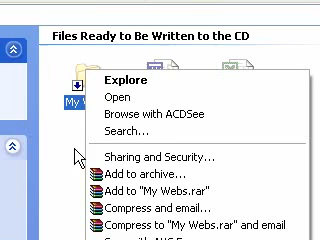 Files Ready to Be Written to the CD
My W
Explore
Open
Browse with ACDSee
Search...
Sharing and Security...
Add to archive...
Add to "My Webs.rar"
Compress and email...
Compress to "My Webs.rar" and email